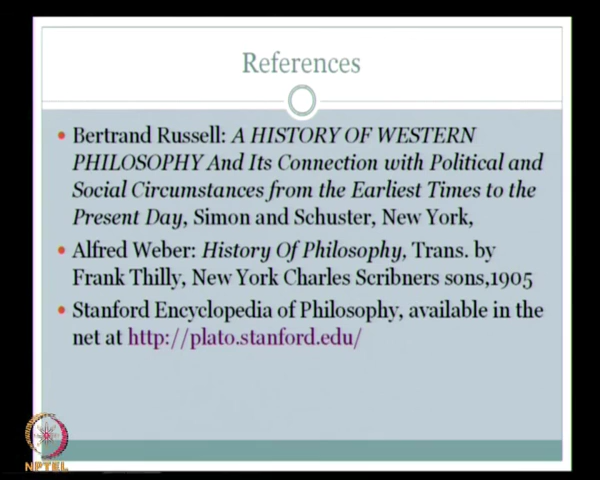 References
• Bertrand Russell: A HISTORY OF WESTERN
PHILOSOPHY And Its Connection with Political and
Social Circumstances from the Earliest Times to the
Present Day, Simon and Schuster, New York,
• Alfred Weber: History Of Philosophy, Trans. by
Frank Thilly, New York Charles Scribners sons,1905
• Stanford Encyclopedia of Philosophy, available in the
net at http://plato.stanford.edu/
NPTEL